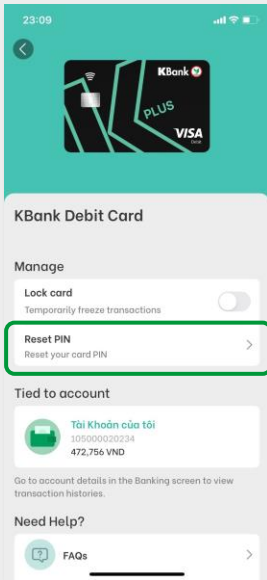 23:09
KBank
PLUS
VISA
Debit
KBank Debit Card
Manage
Lock card
Temporarily freeze transactions
Reset PIN
Reset your card PIN
Tied to account
Tài Khoản của tôi
105000020234
472,756 VND
Go to account details in the Banking screen to view
transaction histories.
Need Help?
FAQs